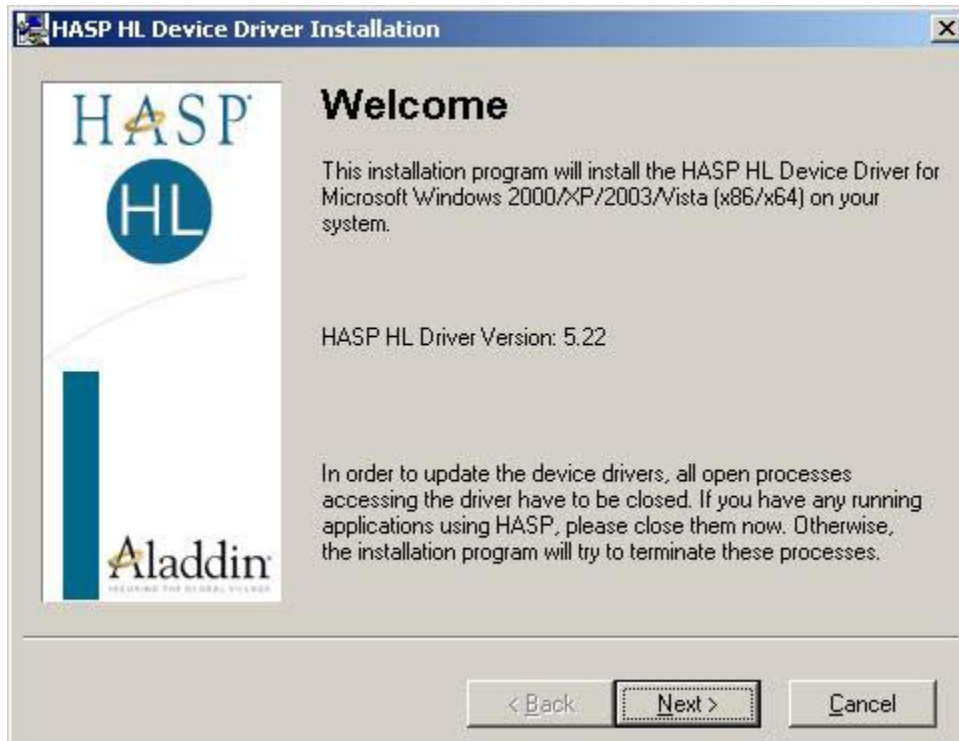 HASP HL Device Driver Installation
HASP
HL
Welcome
This installation program will install the HASP HL Device Driver for
Microsoft Windows 2000/XP/2003/Vista (x86/x64) on your
system.
HASP HL Driver Version: 5.22
In order to update the device drivers, all open processes
accessing the driver have to be closed. If you have any running
applications using HASP, please close them now. Otherwise,
the installation program will try to terminate these processes.
Aladdin
SECURING THE GLOBAL VILLAGE
< Back
Next >
Cancel